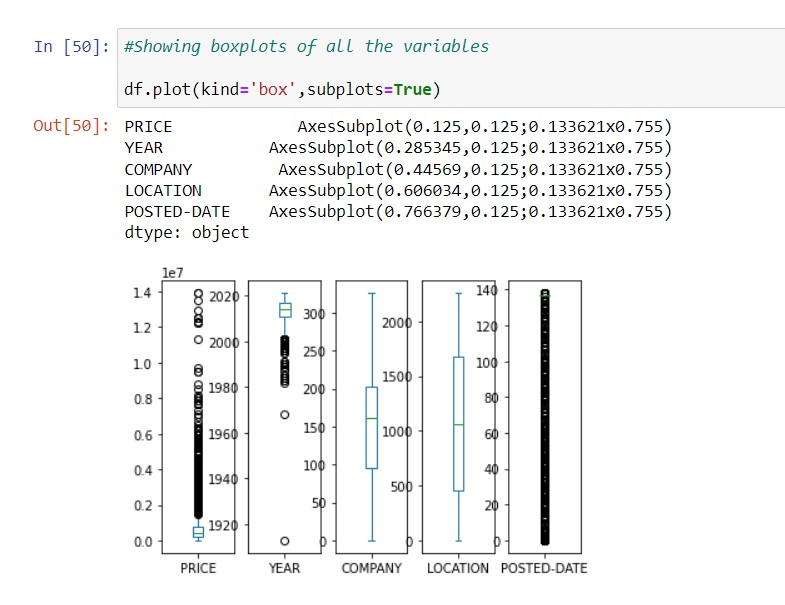 In [50]: #Showing boxplots of all the variables
df.plot(kind='box',subplots=True)
Out[50]: PRICE AxesSubplot(0.125,0.125;0.133621x0.755)
YEAR AxesSubplot(0.285345,0.125;0.133621x0.755)
COMPANY AxesSubplot(0.44569,0.125;0.133621x0.755)
LOCATION AxesSubplot(0.606034,0.125;0.133621x0.755)
POSTED-DATE AxesSubplot(0.766379,0.125;0.133621x0.755)
dtype: object
1e7
1.4 2020 300 2000 140
1.2 2000 250 1500 120
1.0 1980 200 1000 100
0.8 1960 150 500 80
0.6 1940 100 0 60
0.4 1920 50 40
0.2 0 20
0.0 0
PRICE YEAR COMPANY LOCATION POSTED-DATE